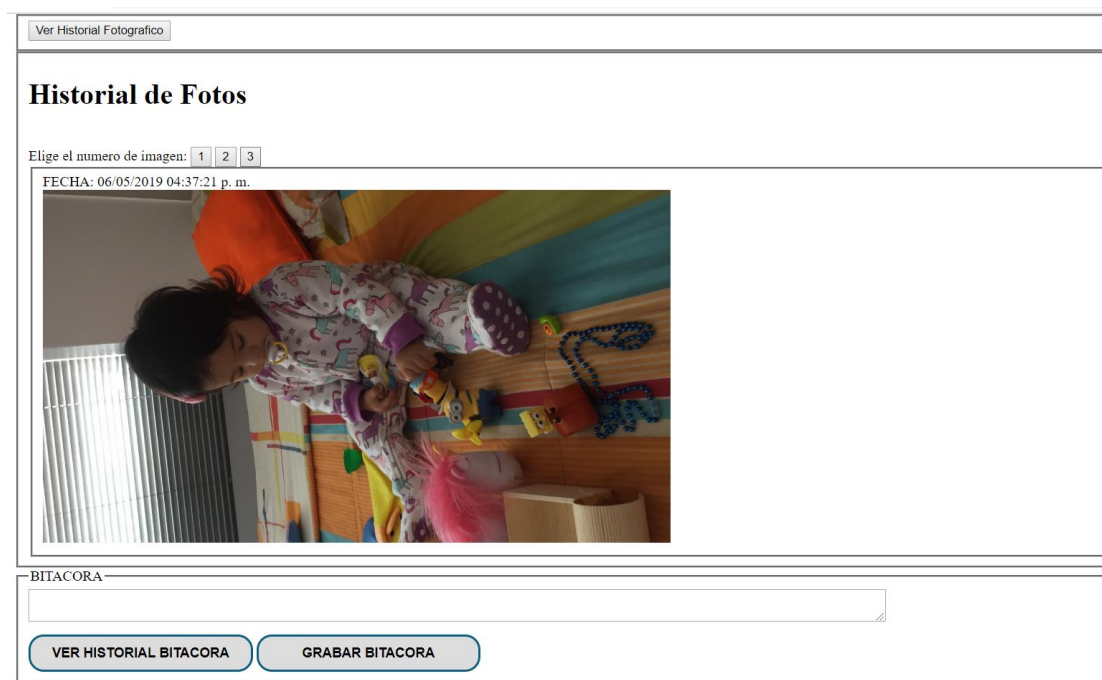 Ver Historial Fotografico
Historial de Fotos
Elige el numero de imagen: 1 2 3
FECHA: 06/05/2019 04:37:21 p. m.
BITACORA
VER HISTORIAL BITACORA GRABAR BITACORA